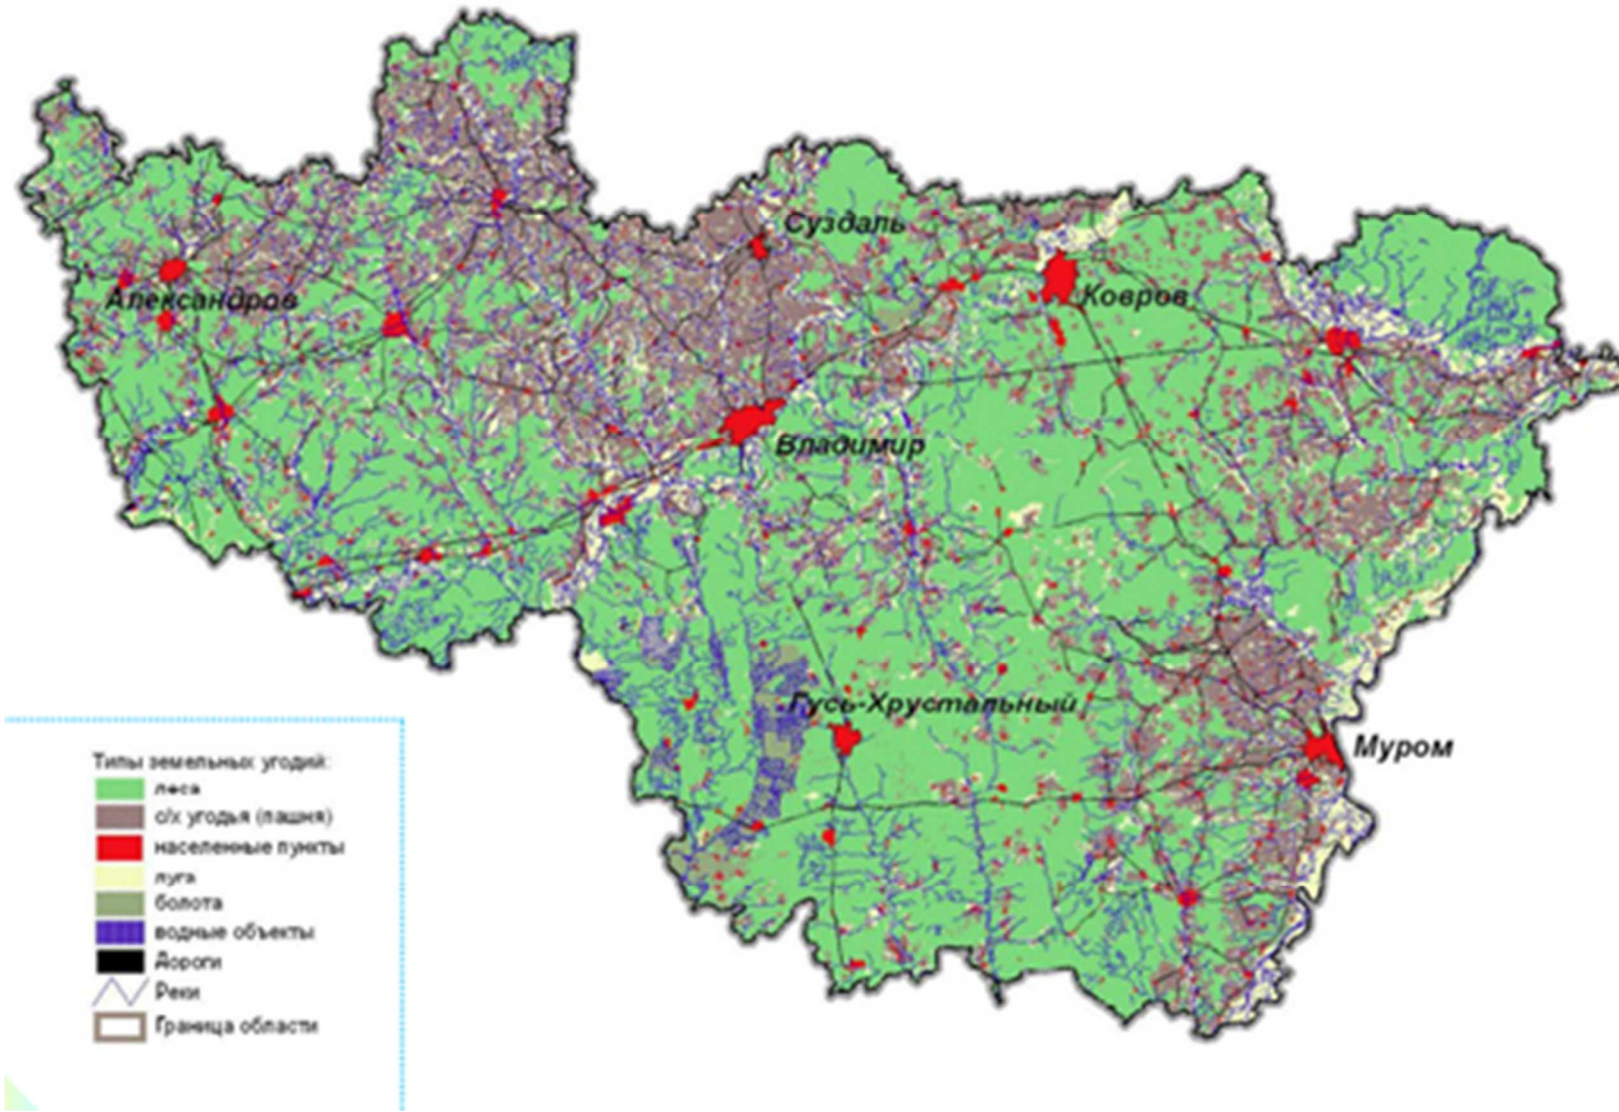 Суздаль
Ковров
Александров
Владимир
Гусь-Хрустальный
Муром
Типы земельных угодий:
леса
с/х угодья (пашня)
населенные пункты
луга
болота
водные объекты
Дороги
Реки
Граница области